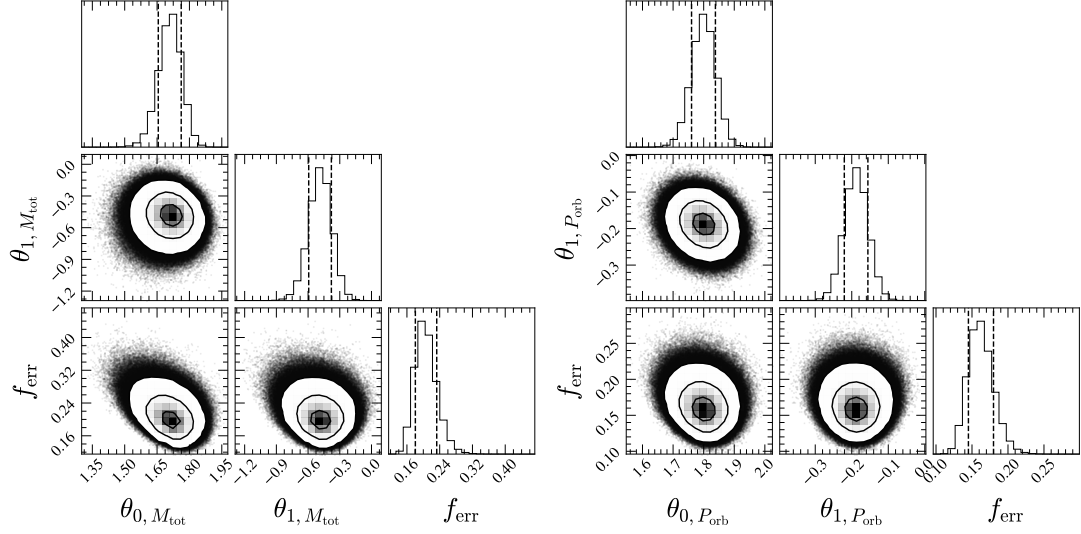 0.0
−0.3
−0.6
−0.9
−1.2
θ1, Mtot
0.40
0.32
0.24
0.16
ferr
1.35 1.50 1.65 1.80 1.95
θ0, Mtot
−1.2 −0.9 −0.6 −0.3 0.0
θ1, Mtot
0.16 0.24 0.32 0.40
ferr
0.0
−0.1
−0.2
−0.3
θ1, Porb
0.25
0.20
0.15
0.10
ferr
1.6 1.7 1.8 1.9 2.0
θ0, Porb
−0.3 −0.2 −0.1 0.0
θ1, Porb
0.10 0.15 0.20 0.25
ferr